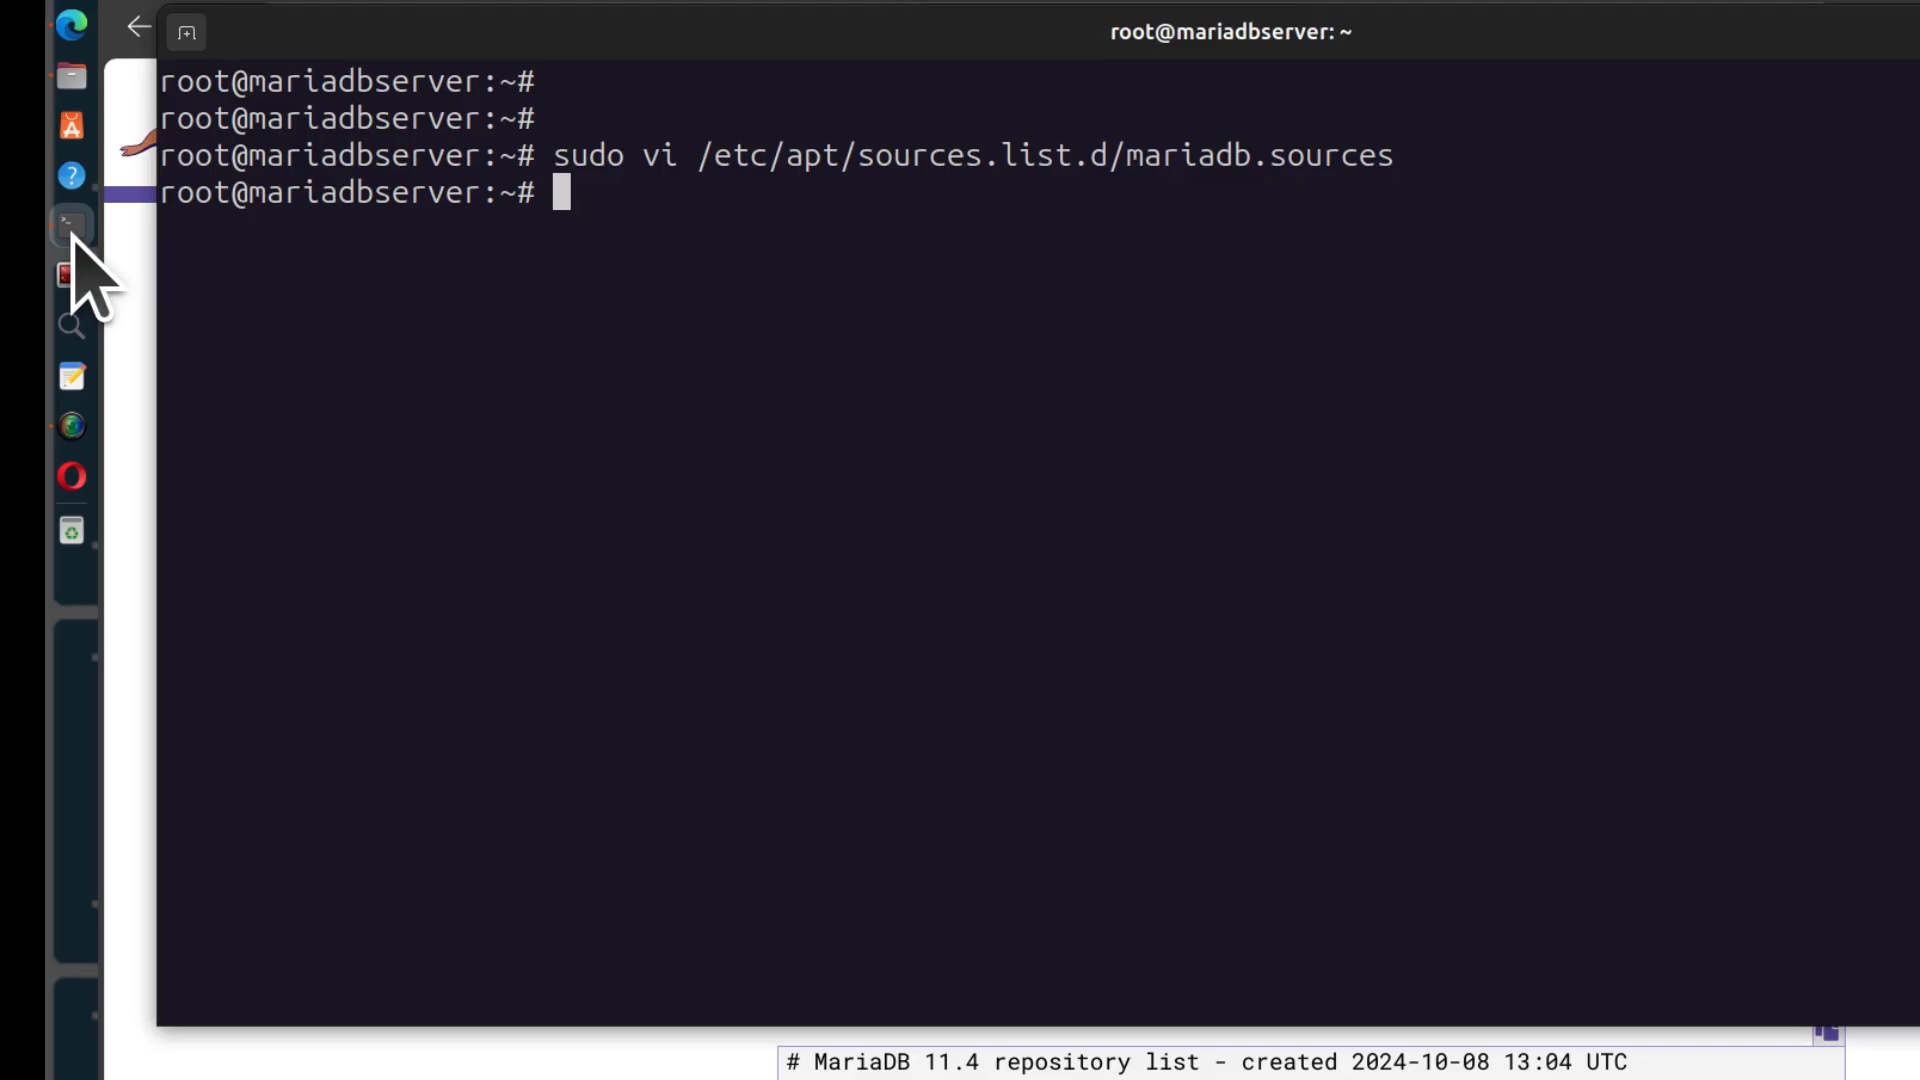 root@mariadbserver: ~
root@mariadbserver:~#
root@mariadbserver:~#
root@mariadbserver:~# sudo vi /etc/apt/sources.list.d/mariadb.sources
root@mariadbserver:~#
# MariaDB 11.4 repository list - created 2024-10-08 13:04 UTC